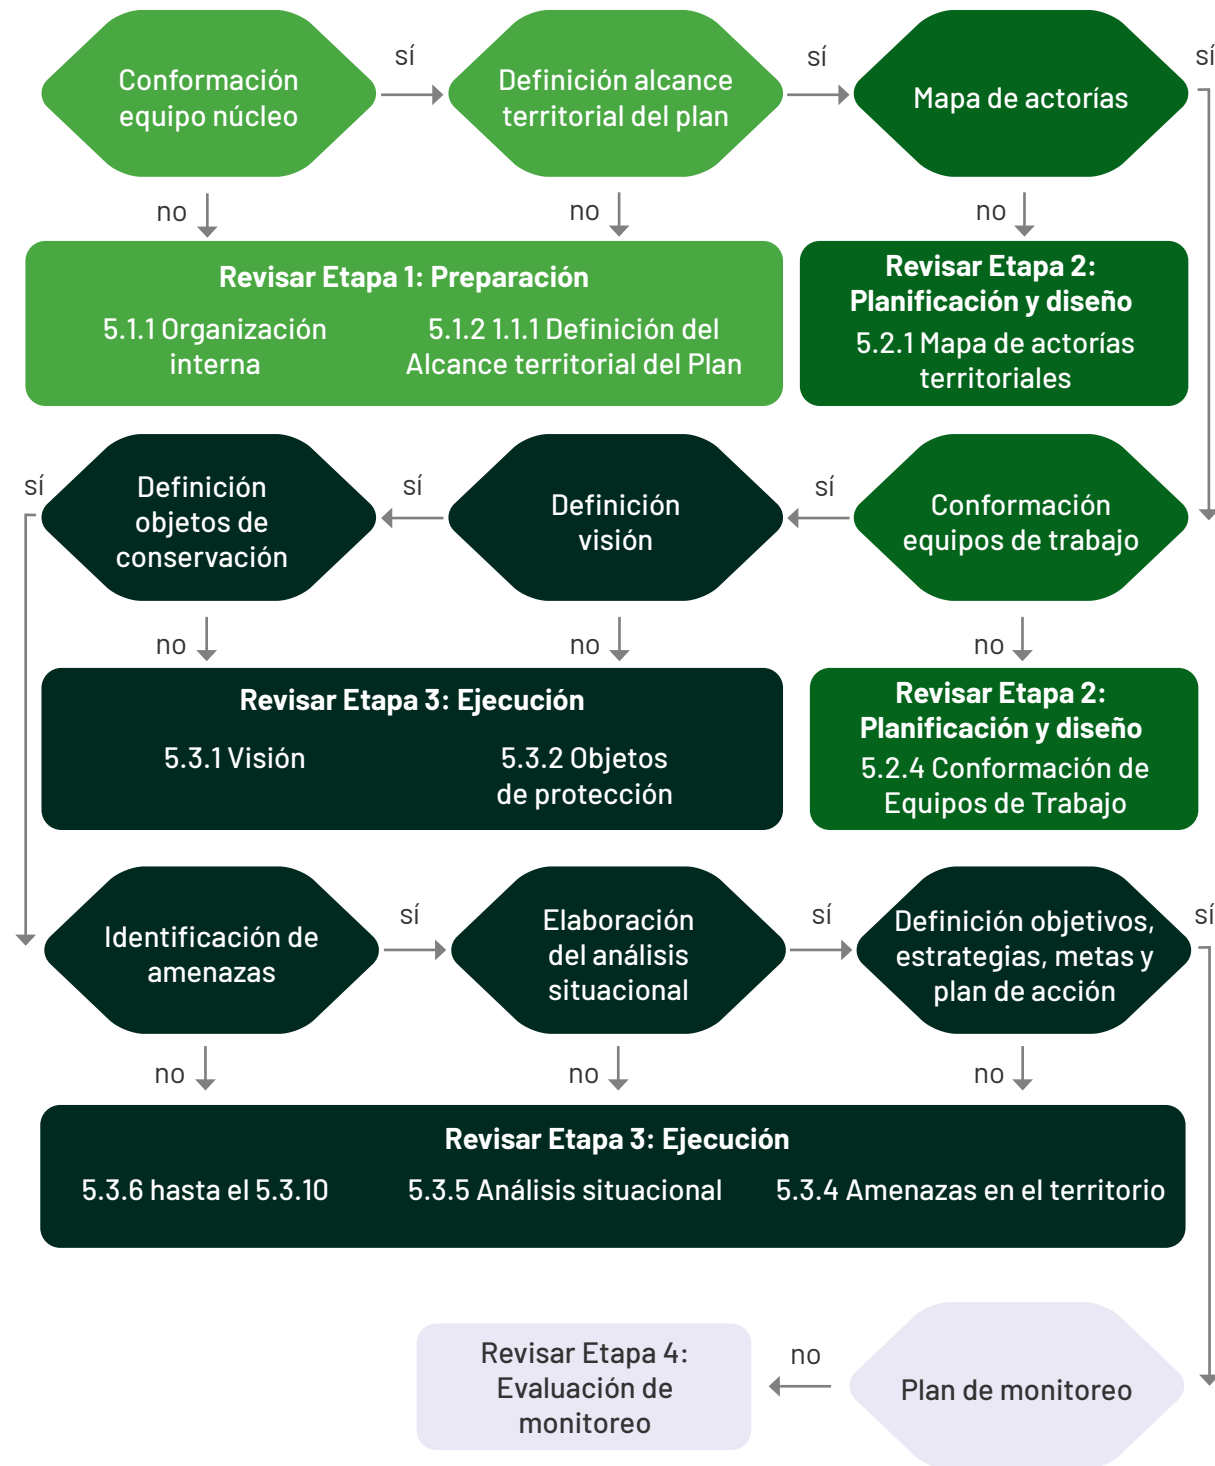 Conformación
equipo núcleo
sí
Definición alcance
territorial del plan
sí
Mapa de actorías
sí
no
no
no
Revisar Etapa 1: Preparación
5.1.1 Organización
interna
5.1.2 1.1.1 Definición del
Alcance territorial del Plan
Revisar Etapa 2:
Planificación y diseño
5.2.1 Mapa de actorías
territoriales
sí
Definición
objetos de
conservación
sí
Definición
visión
sí
Conformación
equipos de trabajo
no
no
no
Revisar Etapa 3: Ejecución
5.3.1 Visión
5.3.2 Objetos
de protección
Revisar Etapa 2:
Planificación y diseño
5.2.4 Conformación de
Equipos de Trabajo
Identificación de
amenazas
sí
Elaboración
del análisis
situacional
sí
Definición objetivos,
estrategias, metas y
plan de acción
sí
no
no
no
Revisar Etapa 3: Ejecución
5.3.6 hasta el 5.3.10
5.3.5 Análisis situacional
5.3.4 Amenazas en el territorio
Revisar Etapa 4:
Evaluación de
monitoreo
no
Plan de monitoreo